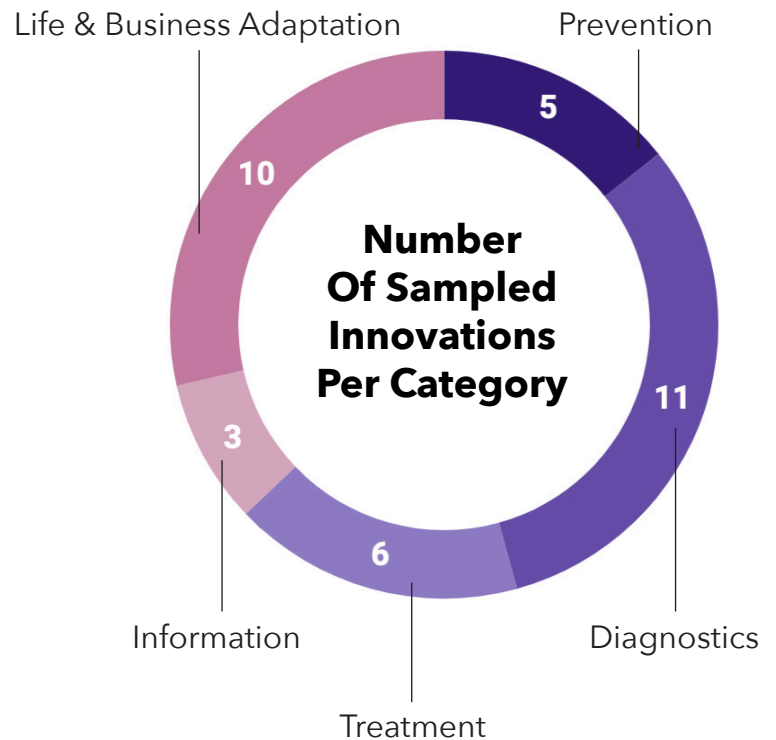 Life & Business Adaptation
Prevention
5
10
Number
Of Sampled
Innovations
Per Category
11
3
6
Information
Diagnostics
Treatment